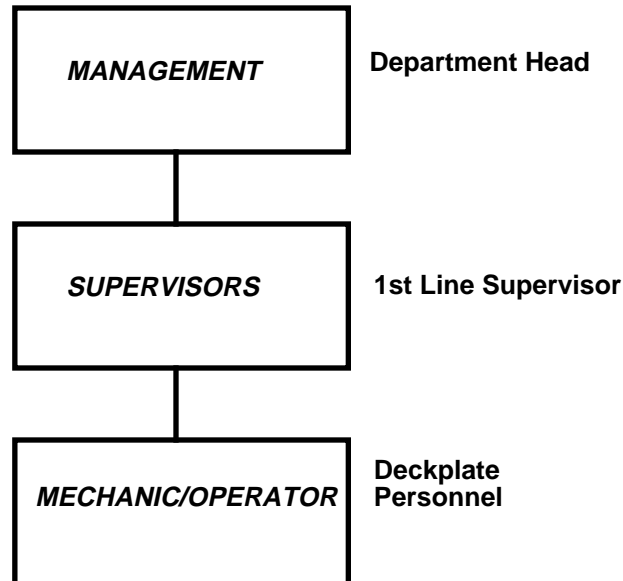 MANAGEMENT
Department Head
SUPERVISORS
1st Line Supervisor
MECHANIC/OPERATOR
Deckplate
Personnel